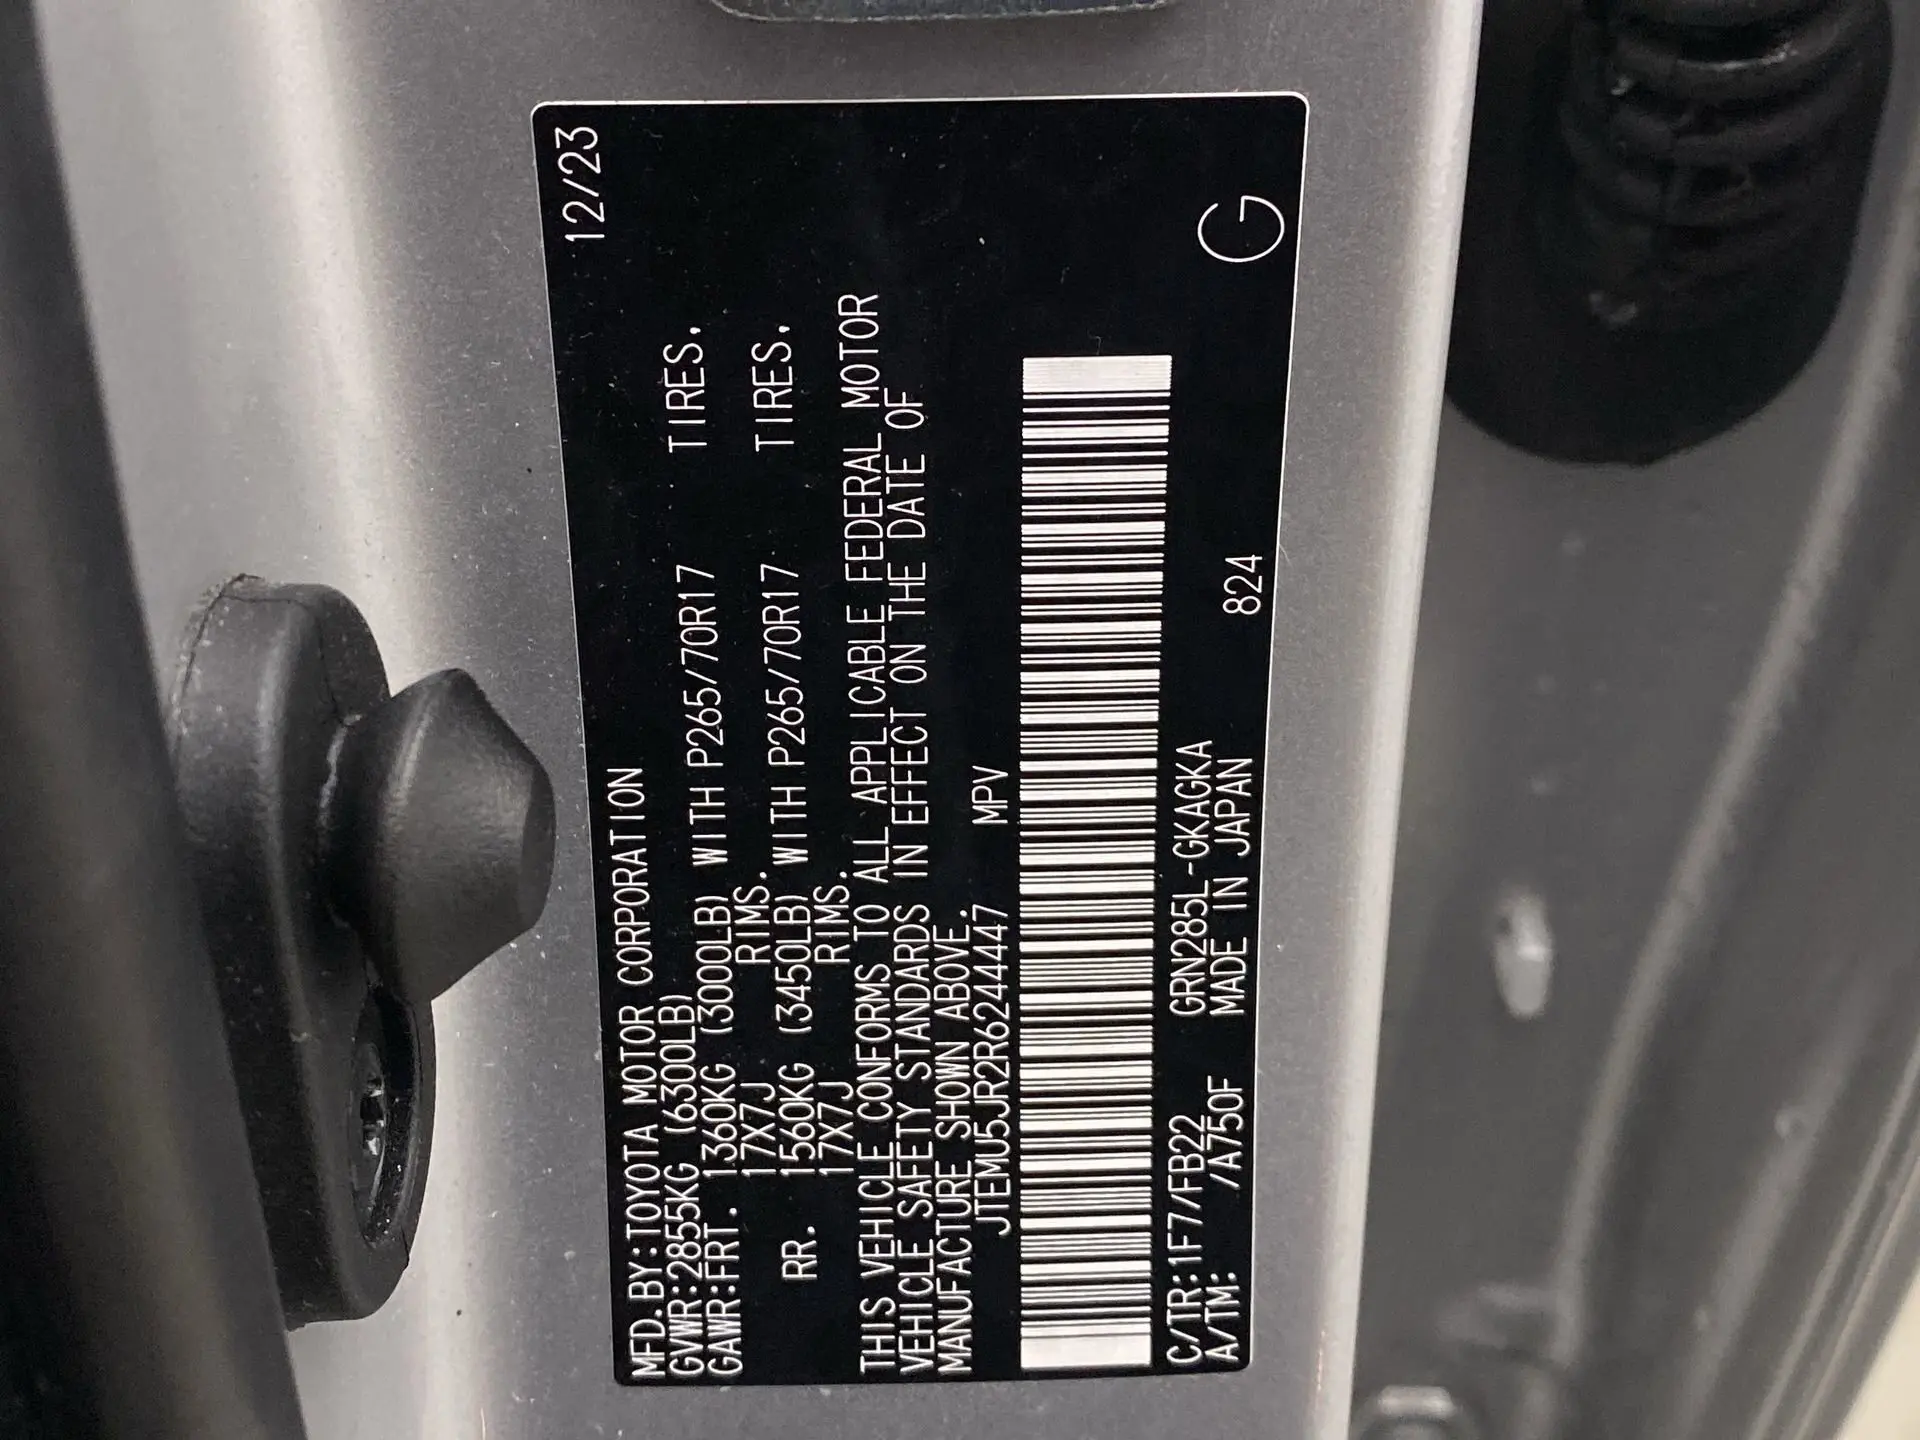 MFD.BY:TOYOTA MOTOR CORPORATION 12/23
GVWR:2855KG (6300LB)
GAWR:FRT. 1360KG (3000LB) WITH P265/70R17 TIRES,
17X7J RIMS.
RR. 1560KG (3450LB) WITH P265/70R17 TIRES,
17X7J RIMS.
THIS VEHICLE CONFORMS TO ALL APPLICABLE FEDERAL MOTOR
VEHICLE SAFETY STANDARDS IN EFFECT ON THE DATE OF
MANUFACTURE SHOWN ABOVE.
JTEMU5JR2R6244447 MPV
C/TR:1F7/FB22 GRN285L-GKAGKA
A/TM: /A750F MADE IN JAPAN 824 G